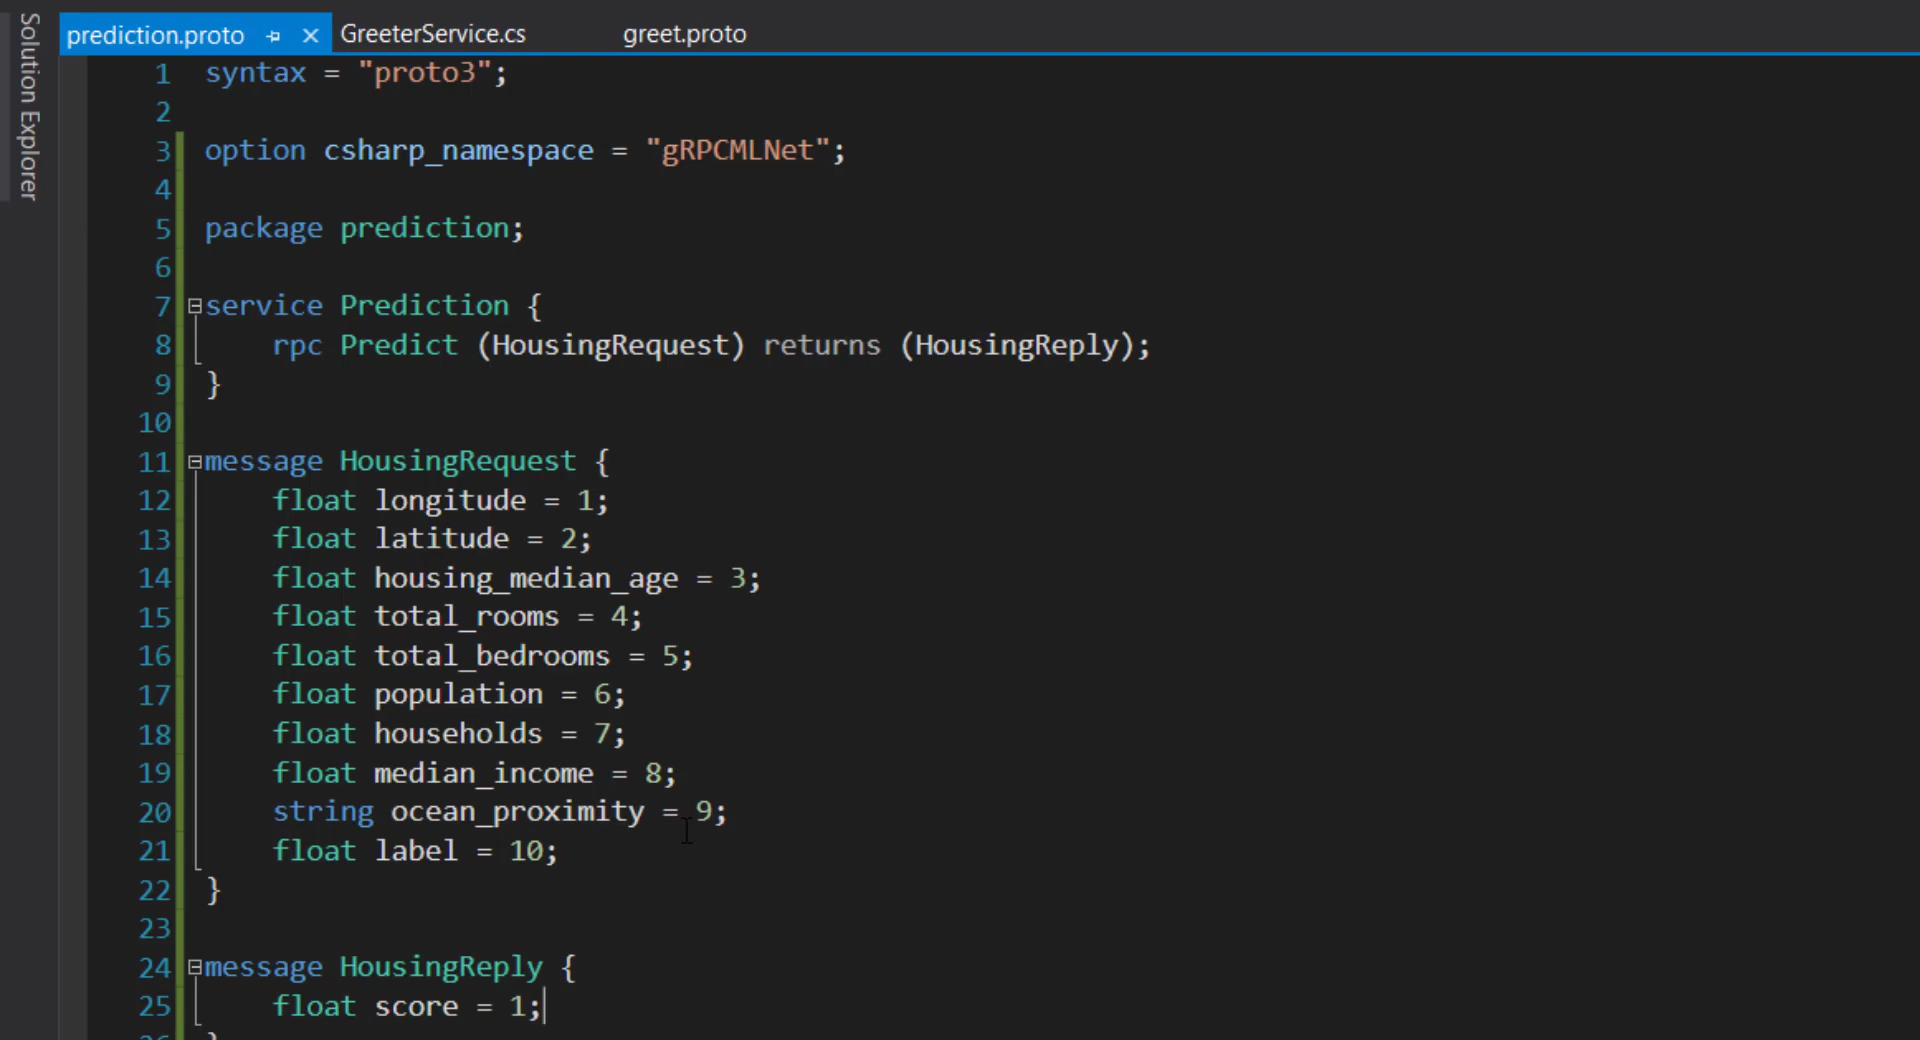 Solution Explorer
prediction.proto GreeterService.cs greet.proto
1 syntax = "proto3";
2
3 option csharp_namespace = "gRPCMLNet";
4
5 package prediction;
6
7 service Prediction {
8 rpc Predict (HousingRequest) returns (HousingReply);
9 }
10
11 message HousingRequest {
12 float longitude = 1;
13 float latitude = 2;
14 float housing_median_age = 3;
15 float total_rooms = 4;
16 float total_bedrooms = 5;
17 float population = 6;
18 float households = 7;
19 float median_income = 8;
20 string ocean_proximity = 9;
21 float label = 10;
22 }
23
24 message HousingReply {
25 float score = 1;